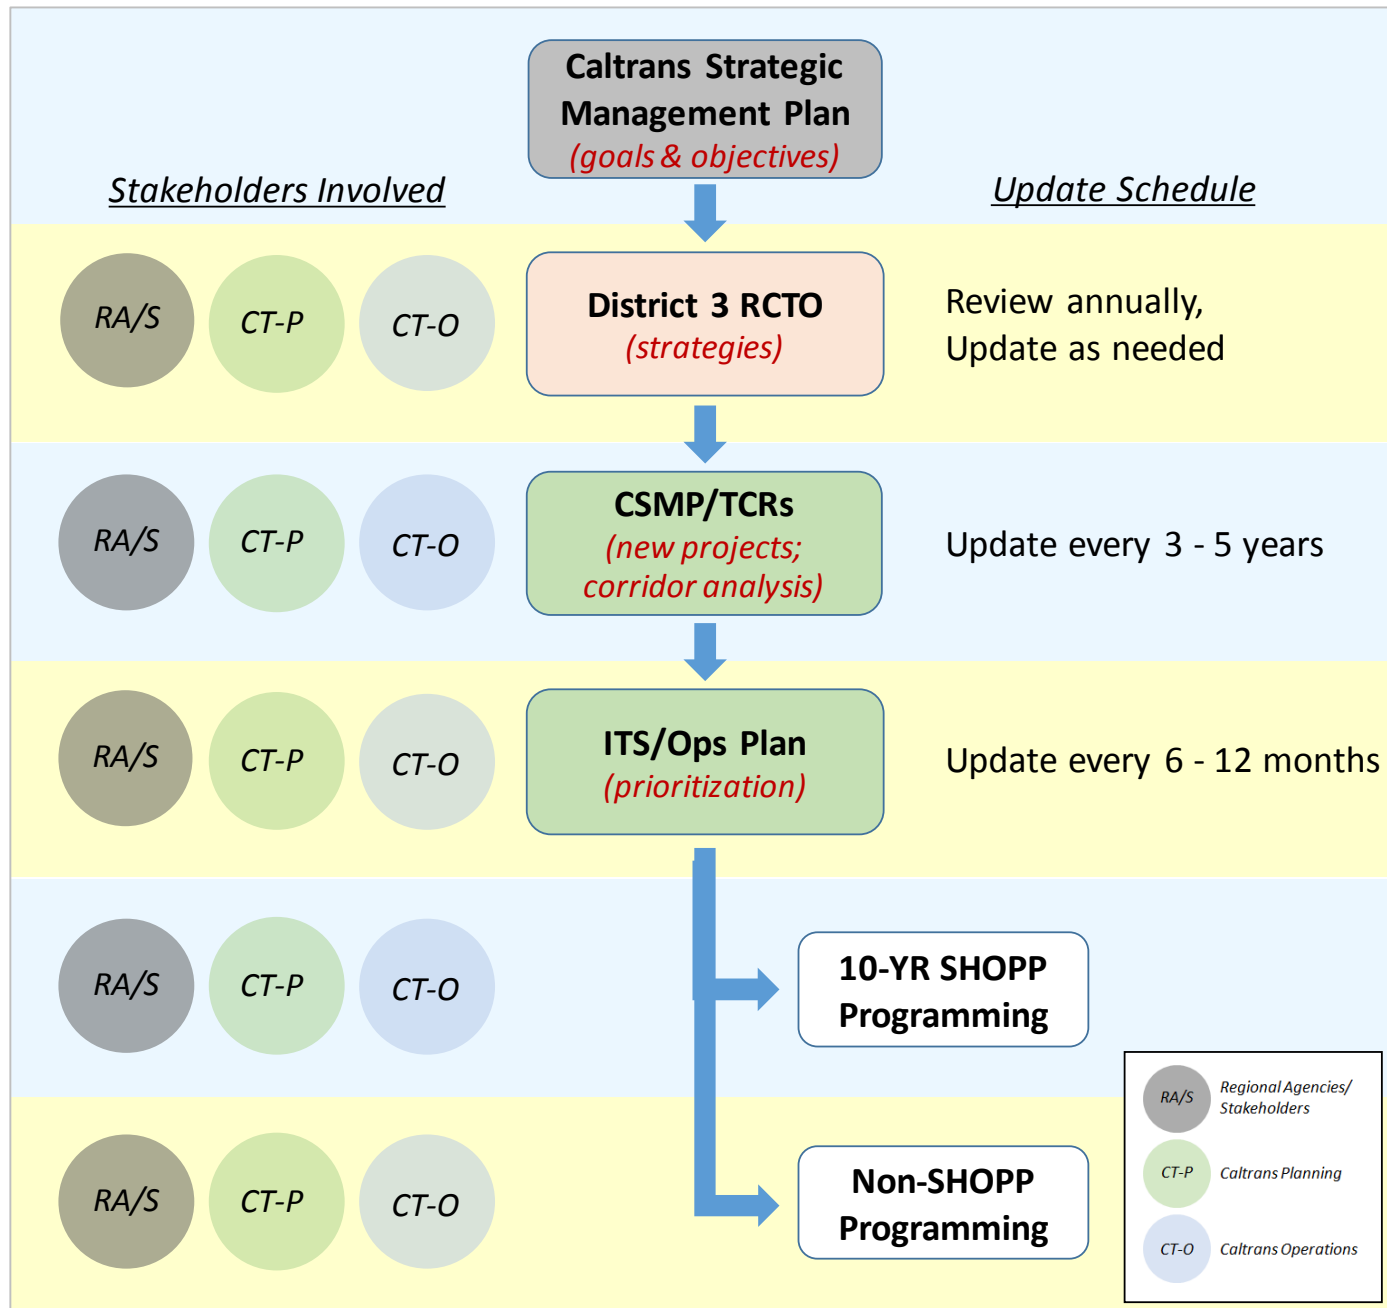 Caltrans Strategic
Management Plan
(goals & objectives)
Stakeholders Involved
Update Schedule
RA/S
CT-P
CT-O
District 3 RCTO
(strategies)
Review annually,
Update as needed
RA/S
CT-P
CT-O
CSMP/TCRs
(new projects;
corridor analysis)
Update every 3 - 5 years
RA/S
CT-P
CT-O
ITS/Ops Plan
(prioritization)
Update every 6 - 12 months
RA/S
CT-P
CT-O
10-YR SHOPP
Programming
RA/S
CT-P
CT-O
Non-SHOPP
Programming
RA/S
Regional Agencies/
Stakeholders
CT-P
Caltrans Planning
CT-O
Caltrans Operations